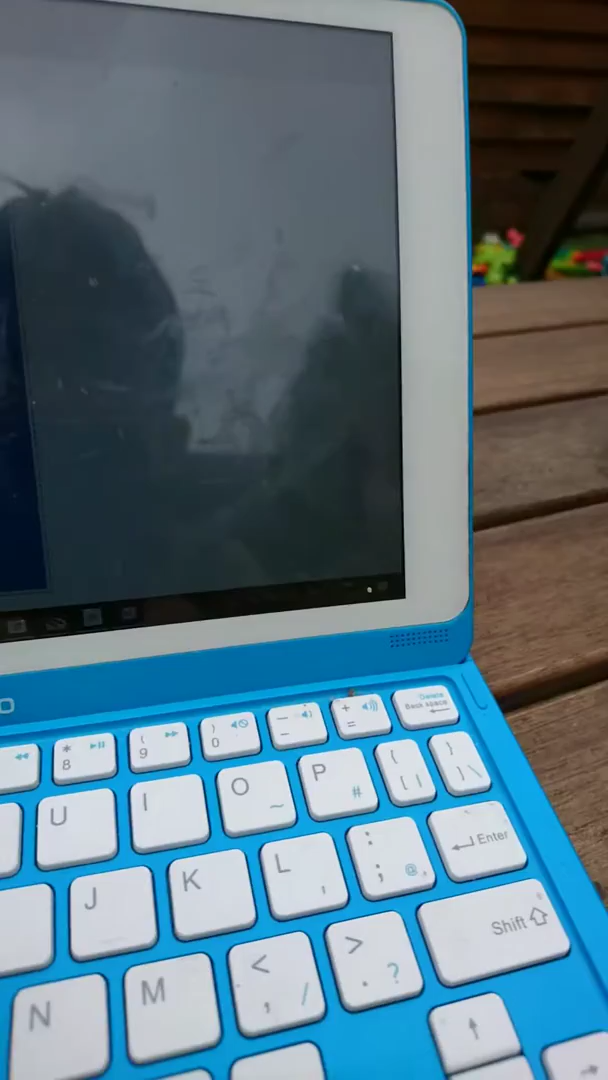 O
* 8 ( 9 ) 0 _ - + = Delete Back space
U I O ~ P # { [ | } ] \
J K L , : ; @ , Enter
N M < , / > . ? Shift